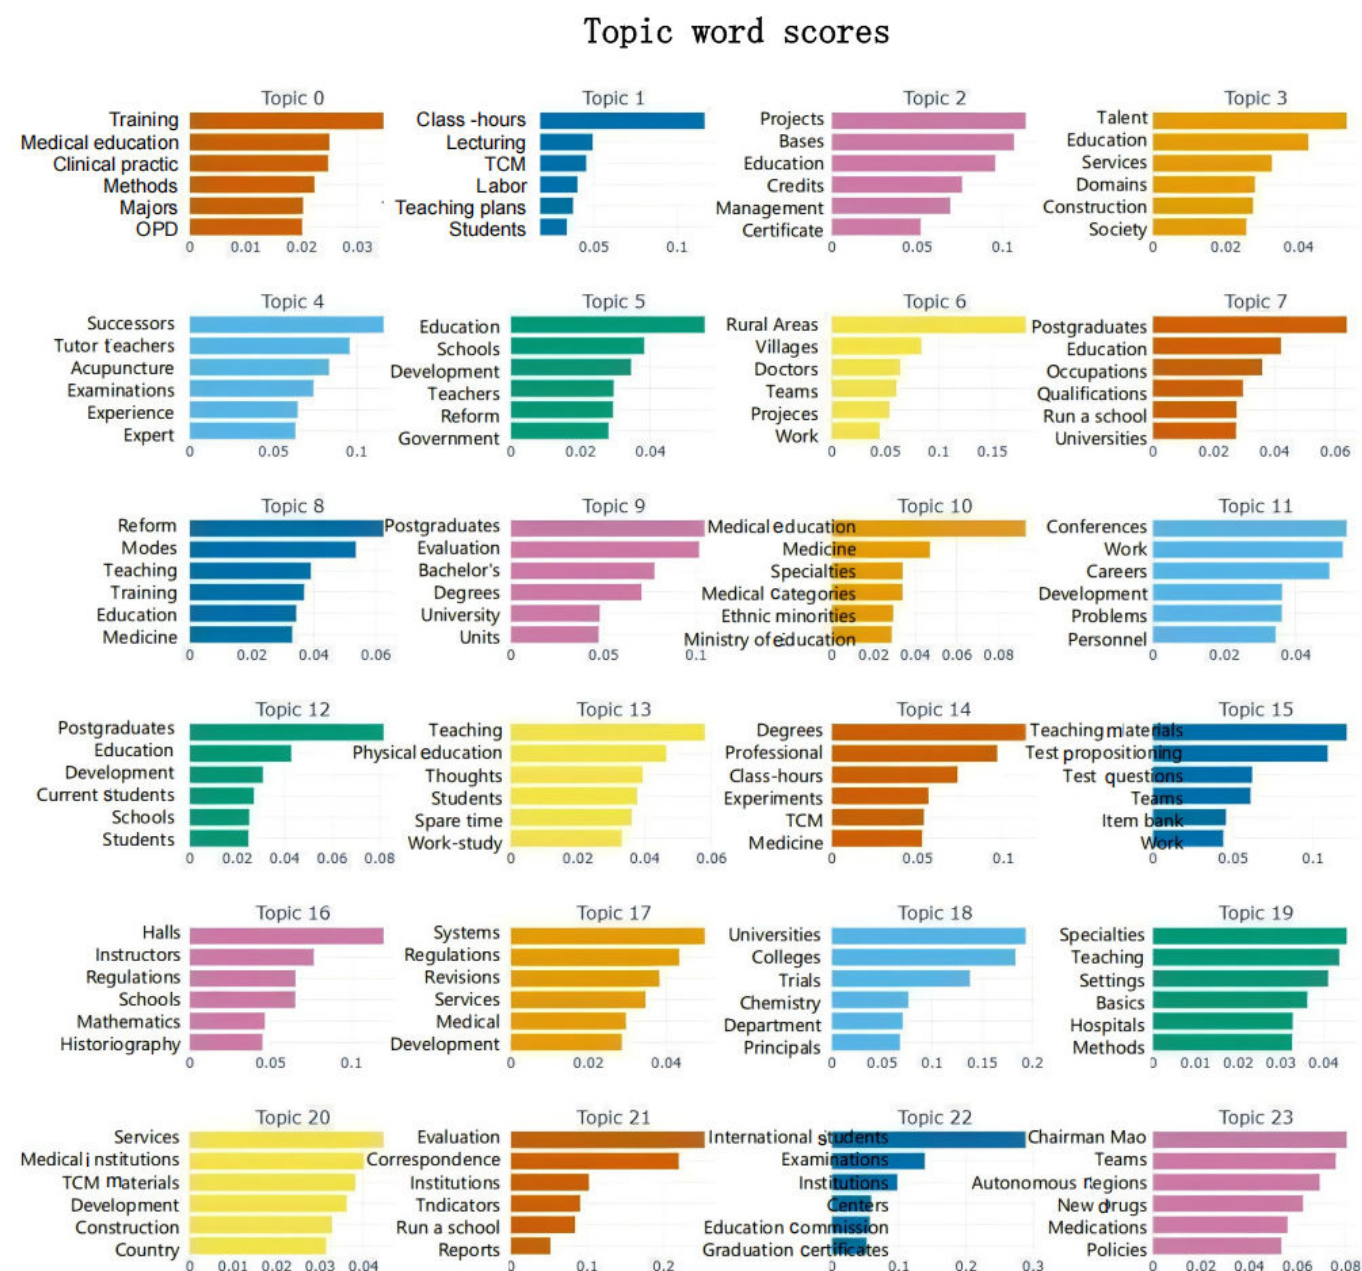 Topic word scores
Topic 0
Training
Medical education
Clinical practic
Methods
Majors
OPD
0 0.01 0.02 0.03
Topic 1
Class -hours
Lecturing
TCM
Labor
Teaching plans
Students
0.05 0.1
Topic 2
Projects
Bases
Education
Credits
Management
Certificate
0 0.05 0.1
Topic 3
Talent
Education
Services
Domains
Construction
Society
0 0.02 0.04
Topic 4
Successors
Tutor teachers
Acupuncture
Examinations
Experience
Expert
0 0.05 0.1
Topic 5
Education
Schools
Development
Teachers
Reform
Government
0 0.02 0.04
Topic 6
Rural Areas
Villages
Doctors
Teams
Projeces
Work
0 0.05 0.1 0.15
Topic 7
Postgraduates
Education
Occupations
Qualifications
Run a school
Universities
0 0.02 0.04 0.06
Topic 8
Reform
Modes
Teaching
Training
Education
Medicine
0 0.02 0.04 0.06
Topic 9
Postgraduates
Evaluation
Bachelor's
Degrees
University
Units
0 0.05 0.1
Topic 10
Medical education
Medicine
Specialties
Medical categories
Ethnic minorities
Ministry of education
0 0.02 0.04 0.06 0.08
Topic 11
Conferences
Work
Careers
Development
Problems
Personnel
0 0.02 0.04
Topic 12
Postgraduates
Education
Development
Current students
Schools
Students
0 0.02 0.04 0.06 0.08
Topic 13
Teaching
Physical education
Thoughts
Students
Spare time
Work-study
0 0.02 0.04 0.06
Topic 14
Degrees
Professional
Class-hours
Experiments
TCM
Medicine
0 0.05 0.1
Topic 15
Teaching materials
Test propositioning
Test questions
Teams
Item bank
Work
0 0.05 0.1
Topic 16
Halls
Instructors
Regulations
Schools
Mathematics
Historiography
0 0.05 0.1
Topic 17
Systems
Regulations
Revisions
Services
Medical
Development
0 0.02 0.04
Topic 18
Universities
Colleges
Trials
Chemistry
Department
Principals
0 0.05 0.1 0.15 0.2
Topic 19
Specialties
Teaching
Settings
Basics
Hospitals
Methods
0 0.01 0.02 0.03 0.04
Topic 20
Services
Medical institutions
TCM materials
Development
Construction
Country
0 0.01 0.02 0.03 0.04
Topic 21
Evaluation
Correspondence
Institutions
Tndicators
Run a school
Reports
0 0.1 0.2
Topic 22
International students
Examinations
Institutions
Centers
Education commission
Graduation certificates
0 0.1 0.2 0.3
Topic 23
Chairman Mao
Teams
Autonomous regions
New drugs
Medications
Policies
0 0.02 0.04 0.06 0.08